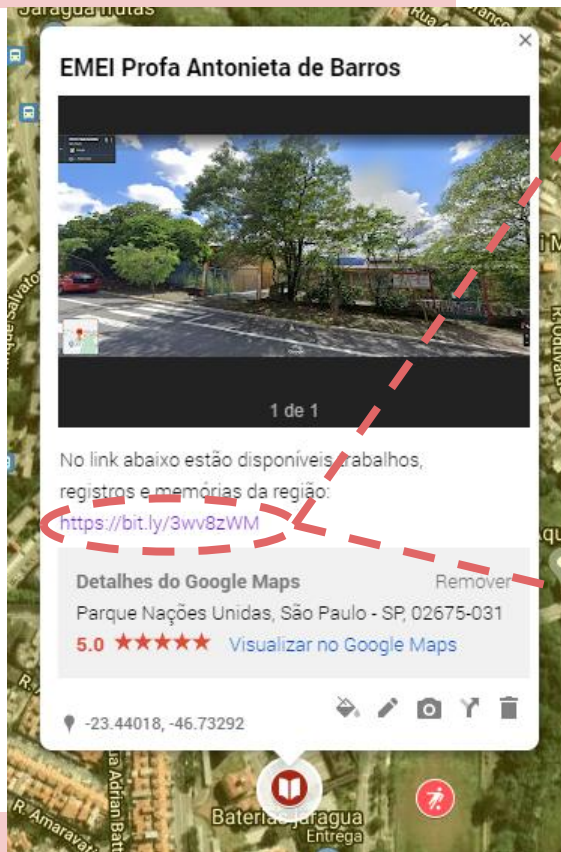 Jaraguá frutas
EMEI Profa Antonieta de Barros
1 de 1
No link abaixo estão disponíveis trabalhos,
registros e memórias da região:
https://bit.ly/3wv8zWM
Detalhes do Google Maps
Remover
Parque Nações Unidas, São Paulo - SP, 02675-031
5.0 ★★★★★ Visualizar no Google Maps
-23.44018, -46.73292
Baterias Jaraguá
Entrega
R. Amarava